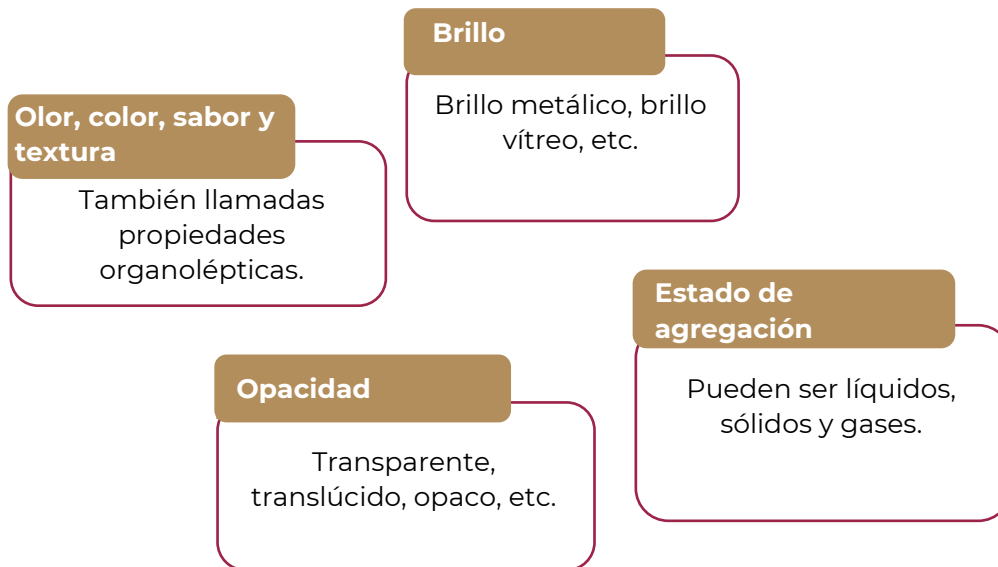 Brillo
Brillo metálico, brillo
vítreo, etc.
Olor, color, sabor y
textura
También llamadas
propiedades
organolépticas.
Estado de
agregación
Pueden ser líquidos,
sólidos y gases.
Opacidad
Transparente,
translúcido, opaco, etc.